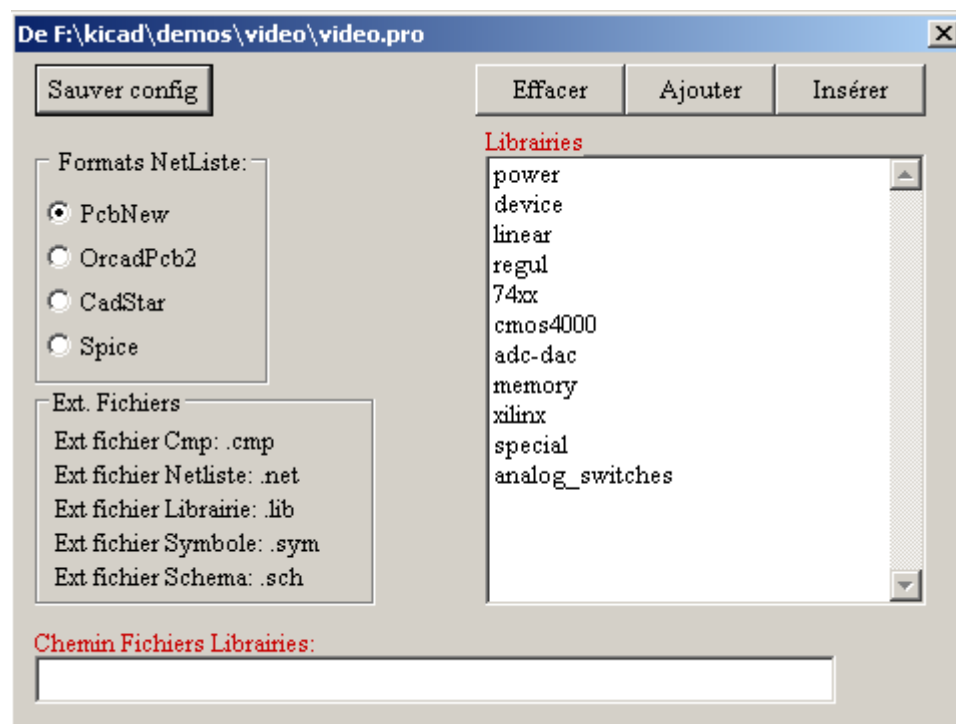 De F:\kicad\demos\video\video.pro
Sauver config
Effacer
Ajouter
Insérer
Formats NetListe:
PcbNew
OrcadPcb2
CadStar
Spice
Ext. Fichiers
Ext fichier Cmp: .cmp
Ext fichier Netliste: .net
Ext fichier Librairie: .lib
Ext fichier Symbole: .sym
Ext fichier Schema: .sch
Librairies
power
device
linear
regul
74xx
cmos4000
adc-dac
memory
xilinx
special
analog_switches
Chemin Fichiers Librairies: